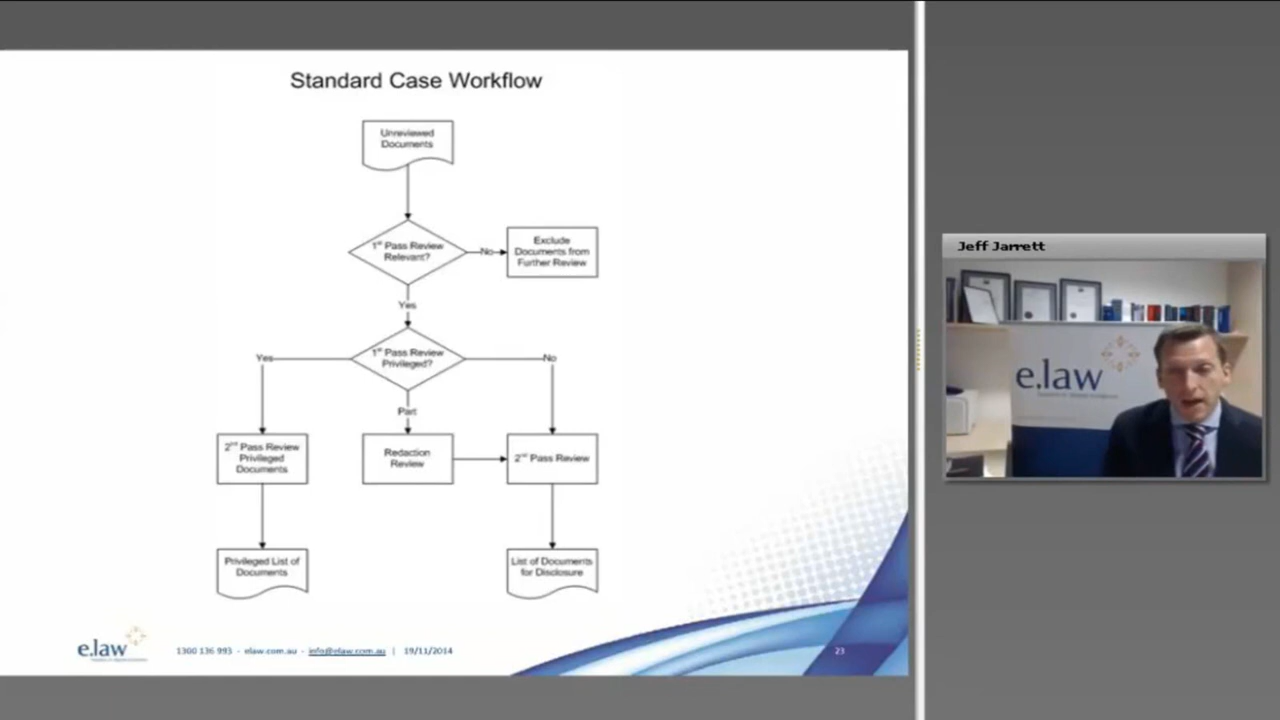 Standard Case Workflow
Unreviewed
Documents
1st Pass Review
Relevant?
No
Exclude
Documents from
Further Review
Yes
1st Pass Review
Privileged?
Yes
No
Part
2nd Pass Review
Privileged
Documents
Redaction
Review
2nd Pass Review
Privileged List of
Documents
List of Documents
for Disclosure
e.law
1300 136 993 - elaw.com.au - info@elaw.com.au | 19/11/2014
23
Jeff Jarrett
e.law